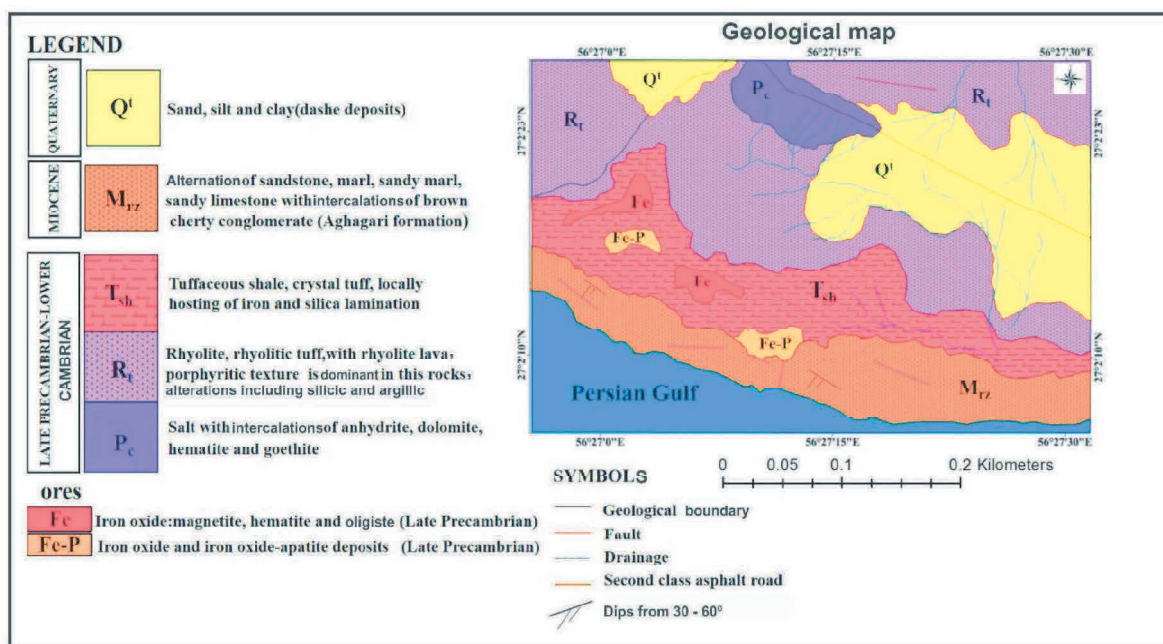 LEGEND
QUATERNARY
Qt
Sand, silt and clay(dashe deposits)
MIOCENE
Mrz
Alternation of sandstone, marl, sandy marl,
sandy limestone with intercalations of brown
cherty conglomerate (Aghagari formation)
LATE PRECAMBRIAN-LOWER
CAMBRIAN
Tsh
Tuffaceous shale, crystal tuff, locally
hosting of iron and silica lamination
Rt
Rhyolite, rhyolitic tuff,with rhyolite lava,
porphyritic texture is dominant in this rocks,
alterations including silicic and argillic
Pc
Salt with intercalations of anhydrite, dolomite,
hematite and goethite
ores
Fe
Iron oxide:magnetite, hematite and oligiste (Late Precambrian)
Fe-P
Iron oxide and iron oxide-apatite deposits (Late Precambrian)
Geological map
56°27'0"E
56°27'15"E
56°27'30"E
27°2'23"N
27°2'23"N
27°2'10"N
27°2'10"N
Qt
Pc
Rt
Rt
Qt
Fe
Fe-P
Fe
Tsh
Fe-P
Mrz
Persian Gulf
56°27'0"E
56°27'15"E
56°27'30"E
0 0.05 0.1 0.2 Kilometers
SYMBOLS
Geological boundary
Fault
Drainage
Second class asphalt road
Dips from 30 - 60°